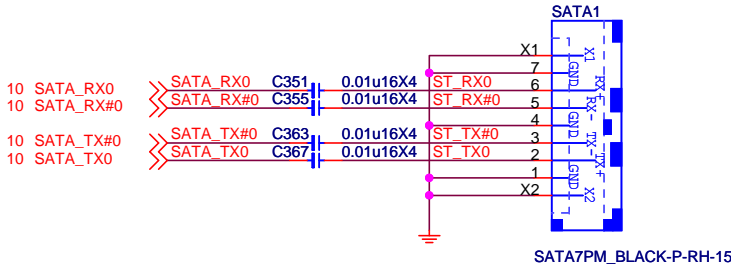 SATA1
X1 X1
7 GND
10 SATA_RX0 SATA_RX0 C351 0.01u16X4 ST_RX0 6 RX+
10 SATA_RX#0 SATA_RX#0 C355 0.01u16X4 ST_RX#0 5 RX-
4 GND
10 SATA_TX#0 SATA_TX#0 C363 0.01u16X4 ST_TX#0 3 TX-
10 SATA_TX0 SATA_TX0 C367 0.01u16X4 ST_TX0 2 TX+
1 GND
X2 X2
SATA7PM_BLACK-P-RH-15